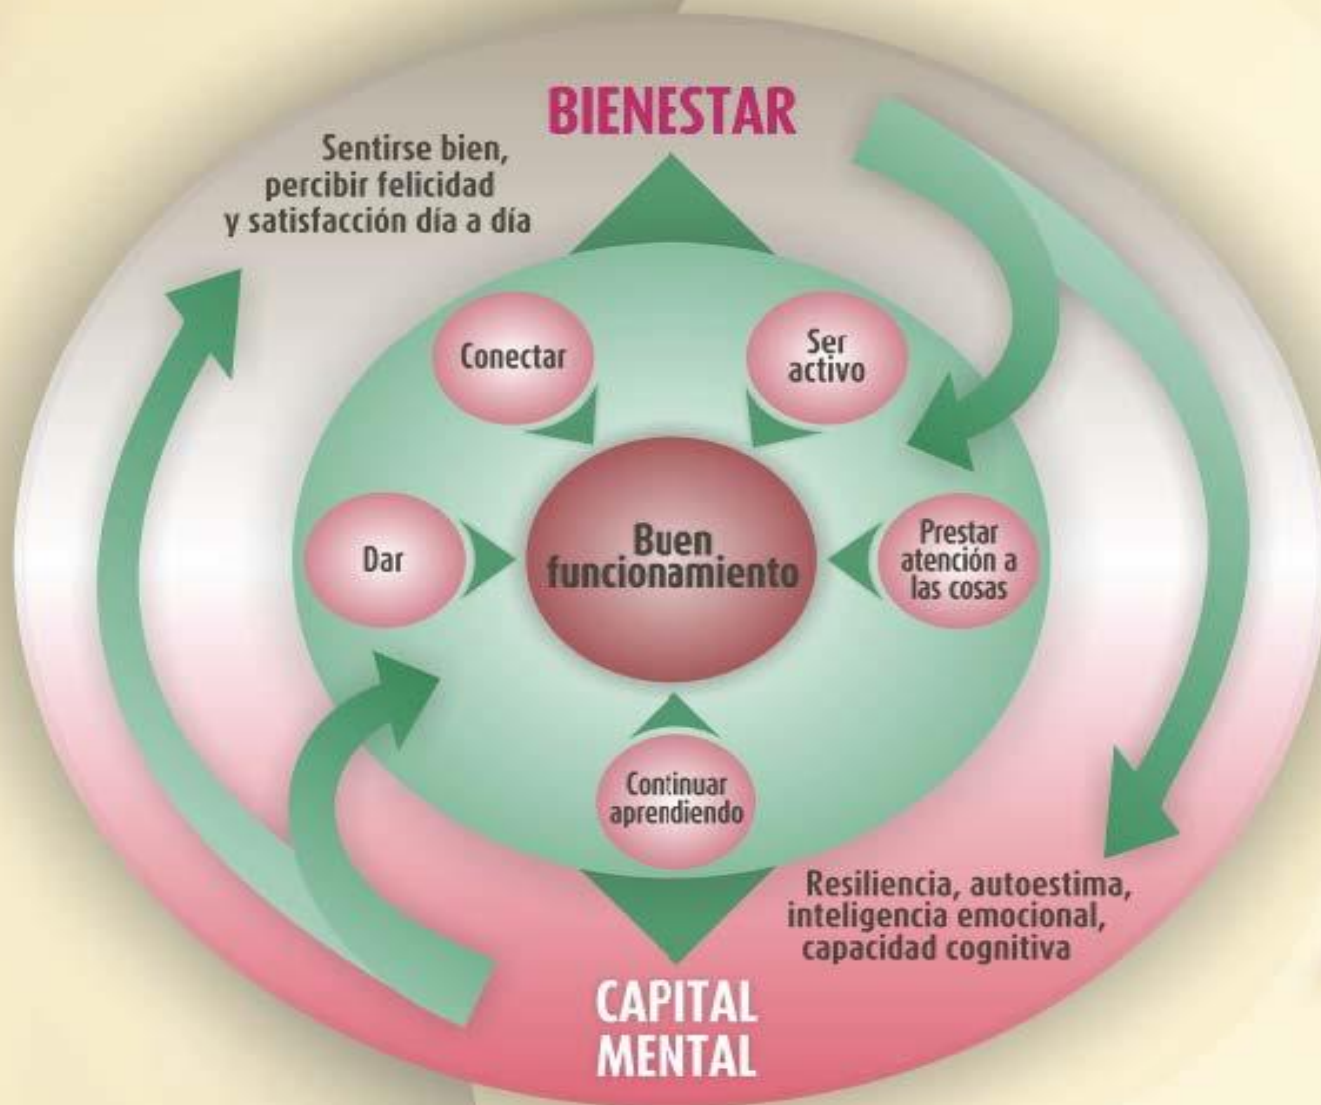 BIENESTAR
Sentirse bien,
percibir felicidad
y satisfacción día a día
Conectar
Ser
activo
Dar
Buen
funcionamiento
Prestar
atención a
las cosas
Continuar
aprendiendo
Resiliencia, autoestima,
inteligencia emocional,
capacidad cognitiva
CAPITAL
MENTAL